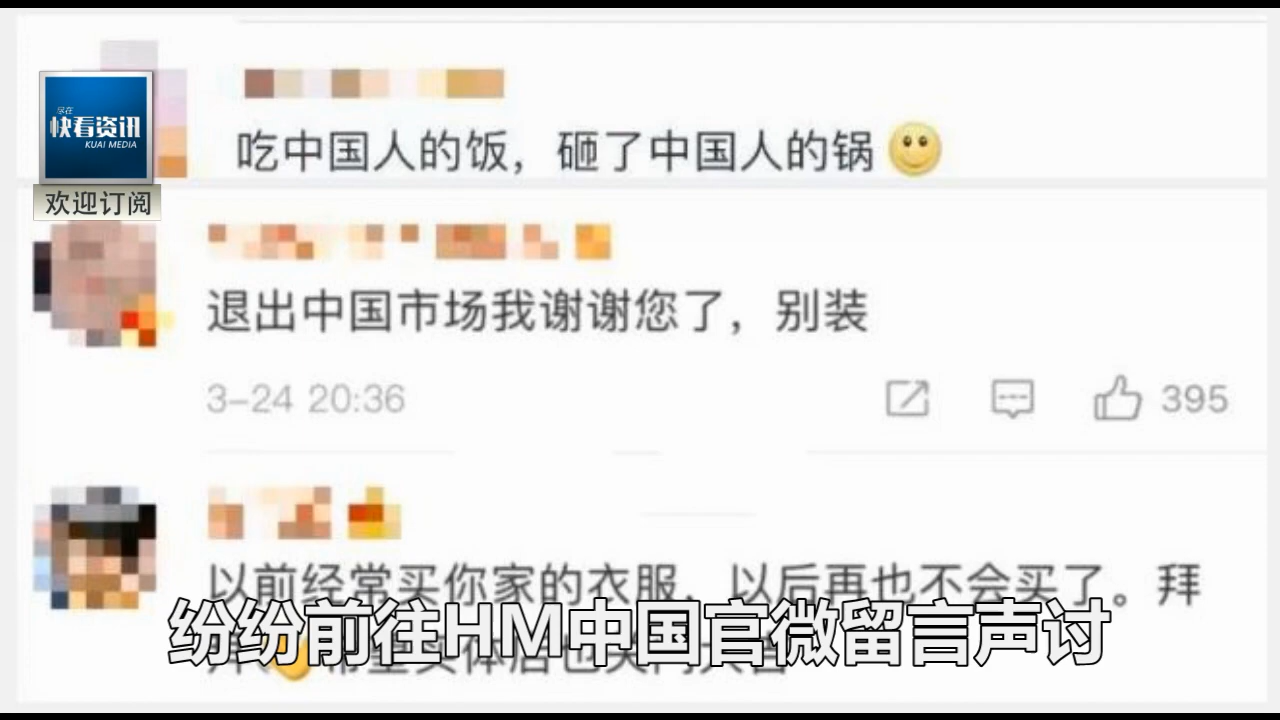 尽在
快看资讯
KUAI MEDIA
欢迎订阅
吃中国人的饭，砸了中国人的锅
退出中国市场我谢谢您了，别装
3-24 20:36
395
以前经常买你家的衣服，以后再也不会买了。拜
纷纷前往HM中国官微留言声讨